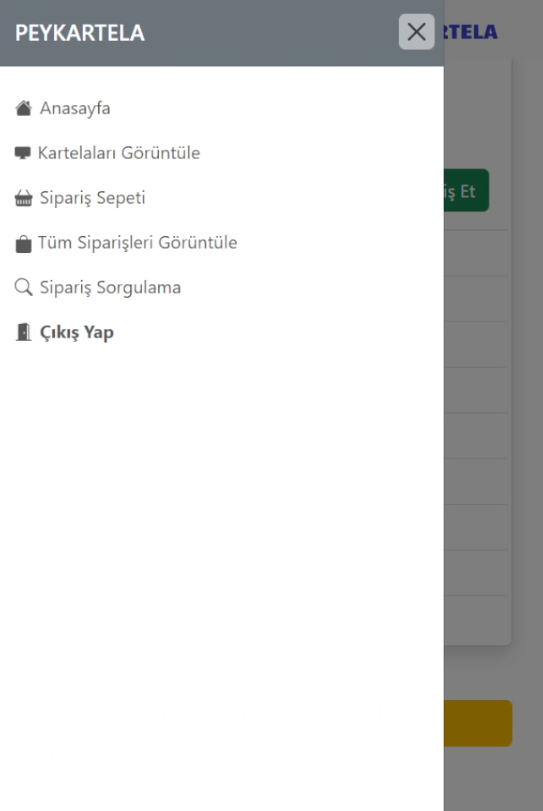 PEYKARTELA
RTELA
Anasayfa
Kartelaları Görüntüle
Sipariş Sepeti
iş Et
Tüm Siparişleri Görüntüle
Sipariş Sorgulama
Çıkış Yap